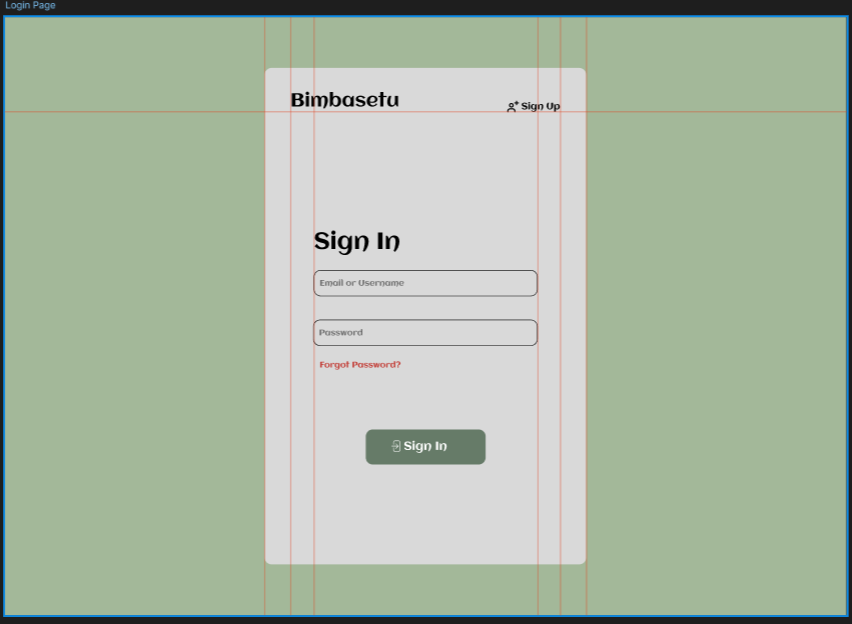 Login Page
Bimbasetu
Sign Up
Sign In
Email or Username
Password
Forgot Password?
Sign In